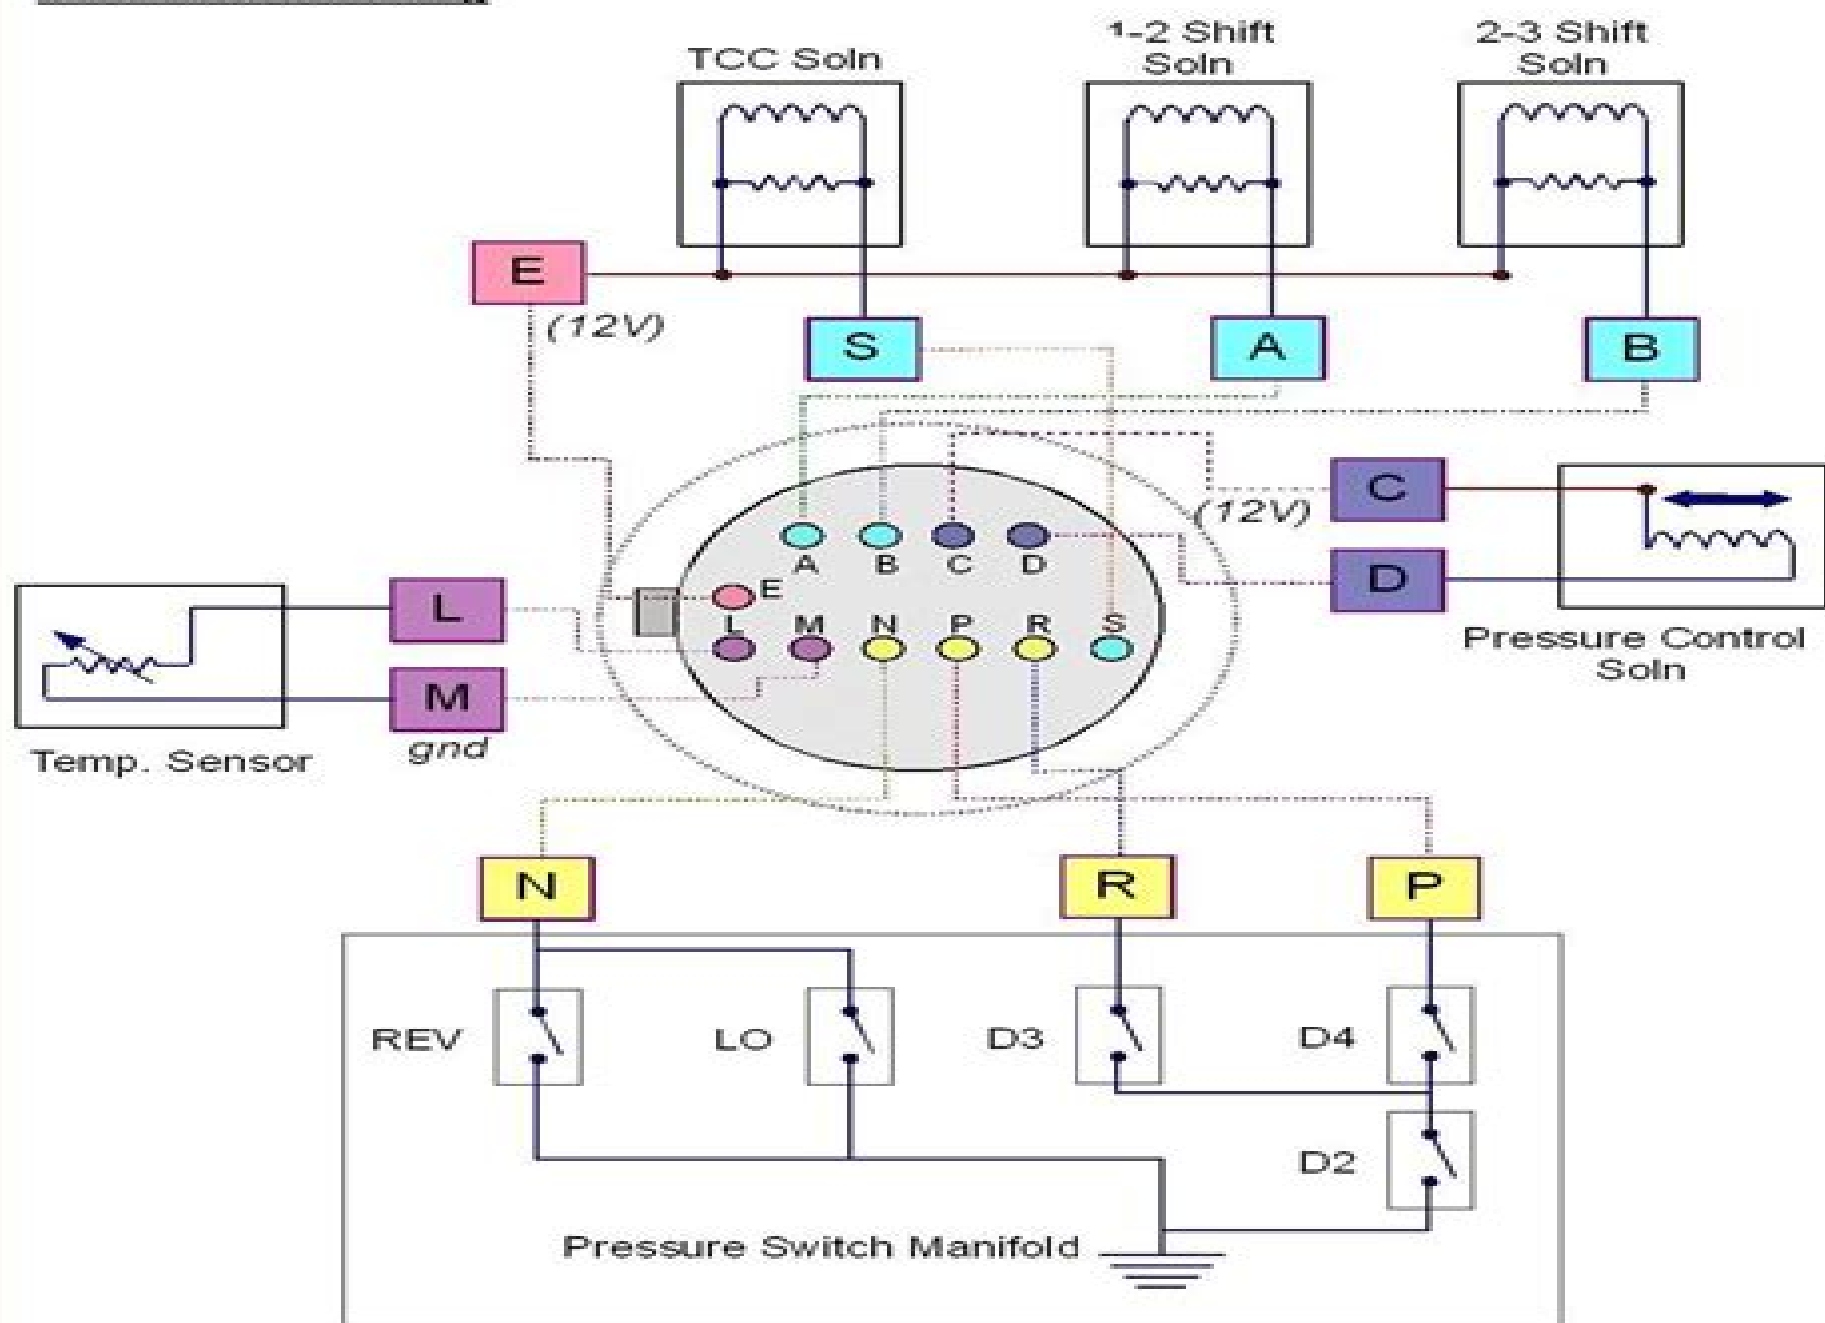 TCC Soln
1-2 Shift
Soln
2-3 Shift
Soln
E
(12V)
S
A
B
C
(12V)
D
Pressure Control
Soln
A
B
C
D
E
L
M
N
P
R
S
L
M
gnd
Temp. Sensor
N
R
P
REV
LO
D3
D4
D2
Pressure Switch Manifold